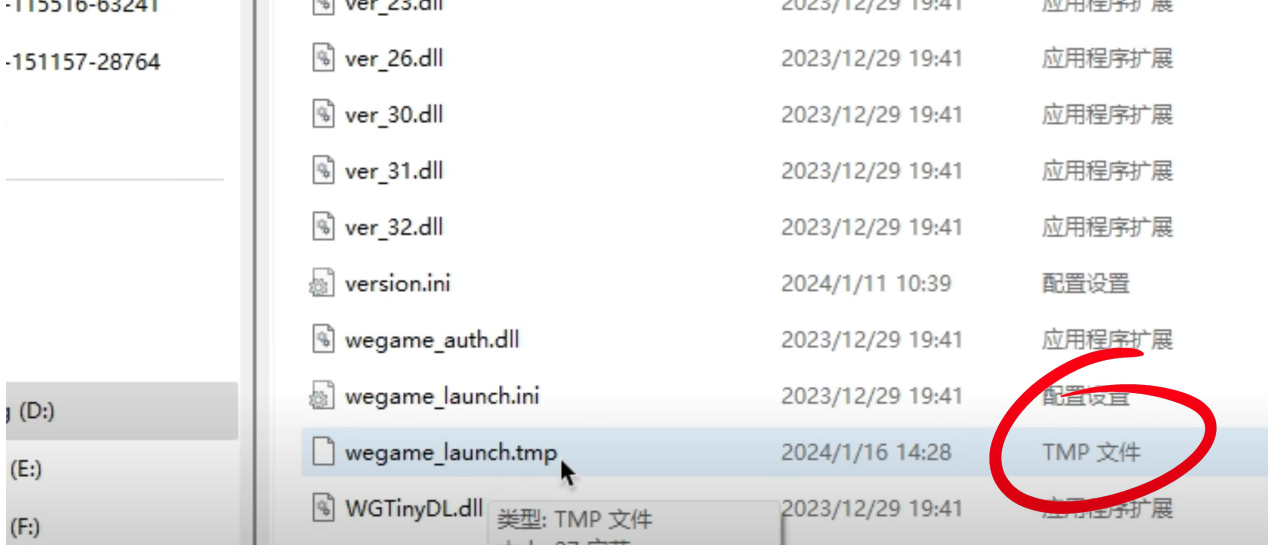 -115516-63241
-151157-28764
(D:)
(E:)
(F:)
ver_23.dll 2023/12/29 19:41 应用程序扩展
ver_26.dll 2023/12/29 19:41 应用程序扩展
ver_30.dll 2023/12/29 19:41 应用程序扩展
ver_31.dll 2023/12/29 19:41 应用程序扩展
ver_32.dll 2023/12/29 19:41 应用程序扩展
version.ini 2024/1/11 10:39 配置设置
wegame_auth.dll 2023/12/29 19:41 应用程序扩展
wegame_launch.ini 2023/12/29 19:41 配置设置
wegame_launch.tmp 2024/1/16 14:28 TMP 文件
WGTinyDL.dll 2023/12/29 19:41 应用程序扩展
类型: TMP 文件